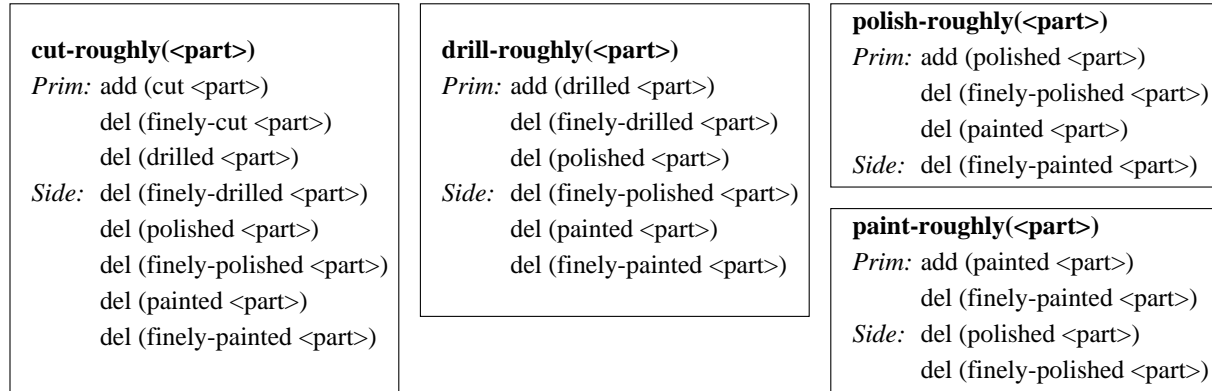 cut-roughly(<part>)
Prim: add (cut <part>)
del (finely-cut <part>)
del (drilled <part>)
Side: del (finely-drilled <part>)
del (polished <part>)
del (finely-polished <part>)
del (painted <part>)
del (finely-painted <part>)
drill-roughly(<part>)
Prim: add (drilled <part>)
del (finely-drilled <part>)
del (polished <part>)
Side: del (finely-polished <part>)
del (painted <part>)
del (finely-painted <part>)
polish-roughly(<part>)
Prim: add (polished <part>)
del (finely-polished <part>)
del (painted <part>)
Side: del (finely-painted <part>)
paint-roughly(<part>)
Prim: add (painted <part>)
del (finely-painted <part>)
Side: del (polished <part>)
del (finely-polished <part>)